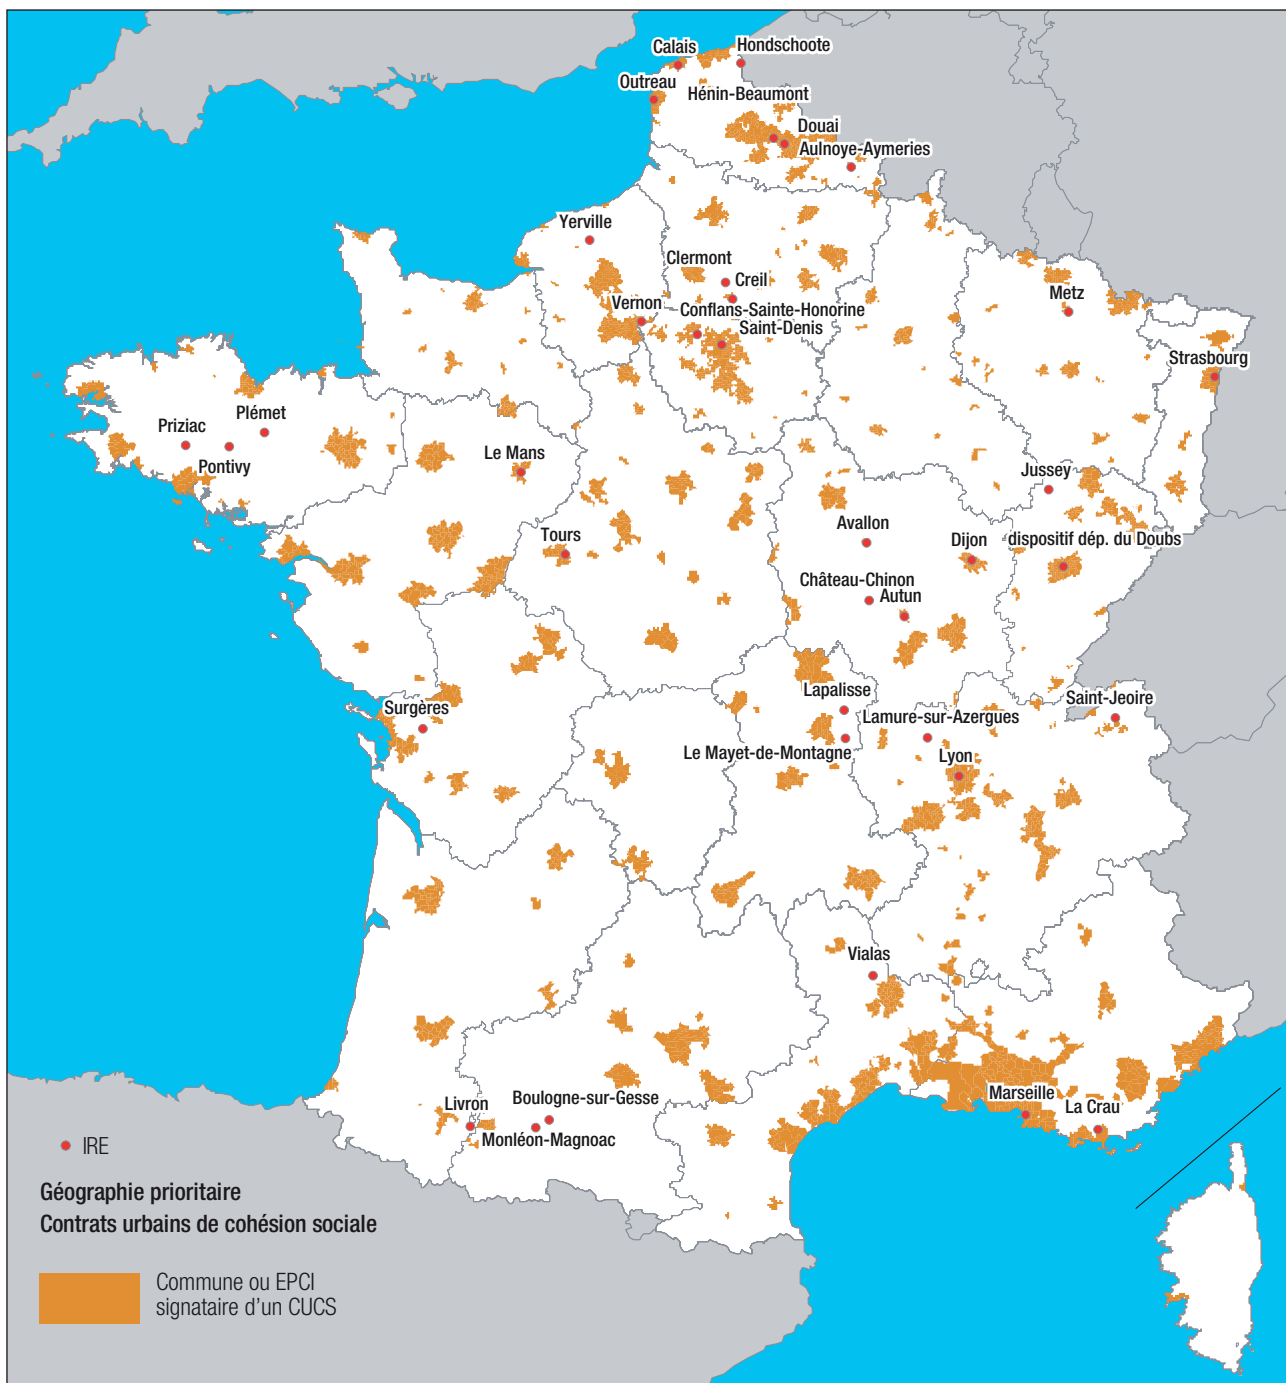 Calais
Hondschoote
Outreau
Hénin-Beaumont
Douai
Aulnoye-Aymeries
Yerville
Clermont
Creil
Vernon
Conflans-Sainte-Honorine
Saint-Denis
Metz
Strasbourg
Priziac
Plémet
Pontivy
Le Mans
Jussey
Tours
Avallon
Dijon
dispositif dép. du Doubs
Château-Chinon
Autun
Surgères
Lapalisse
Saint-Jeoire
Lamure-sur-Azergues
Le Mayet-de-Montagne
Lyon
Vialas
Livron
Boulogne-sur-Gesse
Monléon-Magnoac
Marseille
La Crau
IRE
Géographie prioritaire
Contrats urbains de cohésion sociale
Commune ou EPCI
signataire d'un CUCS